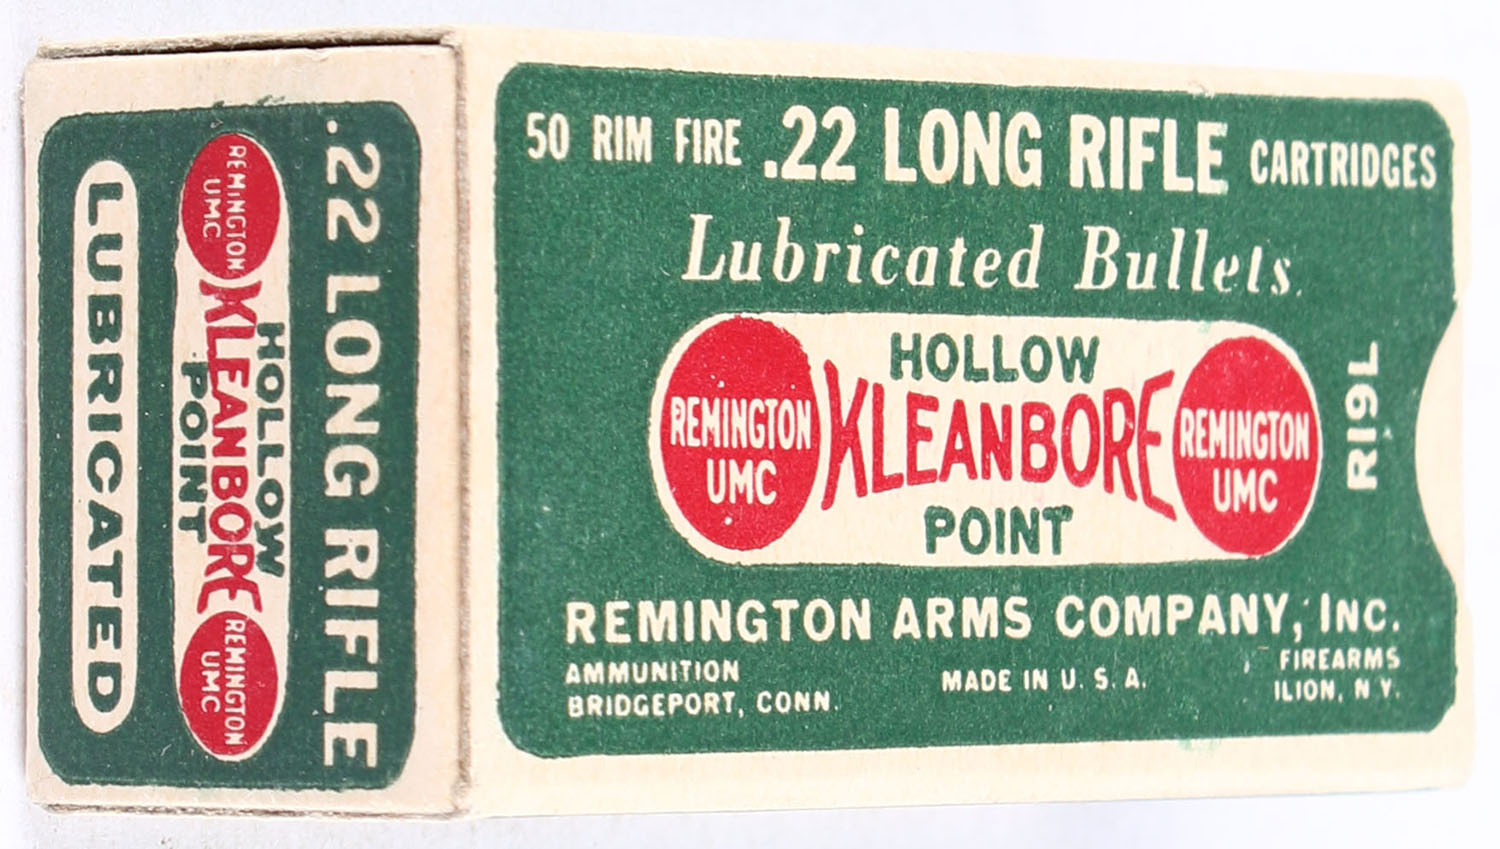 .22 LONG RIFLE
REMINGTON
UMC
HOLLOW
KLEANBORE
POINT
REMINGTON
UMC
LUBRICATED
50 RIM FIRE .22 LONG RIFLE CARTRIDGES
Lubricated Bullets.
HOLLOW
REMINGTON
UMC
KLEANBORE
REMINGTON
UMC
POINT
R19L
REMINGTON ARMS COMPANY, INC.
AMMUNITION
BRIDGEPORT, CONN.
MADE IN U. S. A.
FIREARMS
ILION, N. Y.